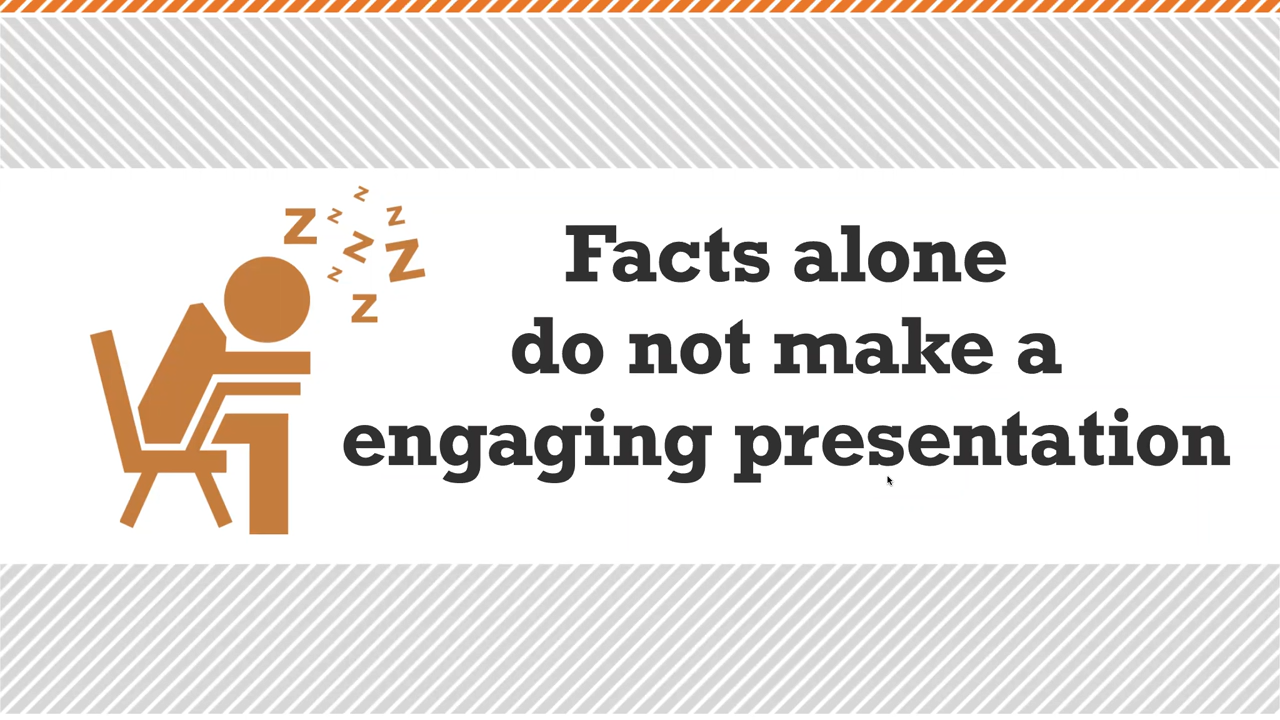 z
z z
z z z
z
z
Facts alone
do not make a
engaging presentation